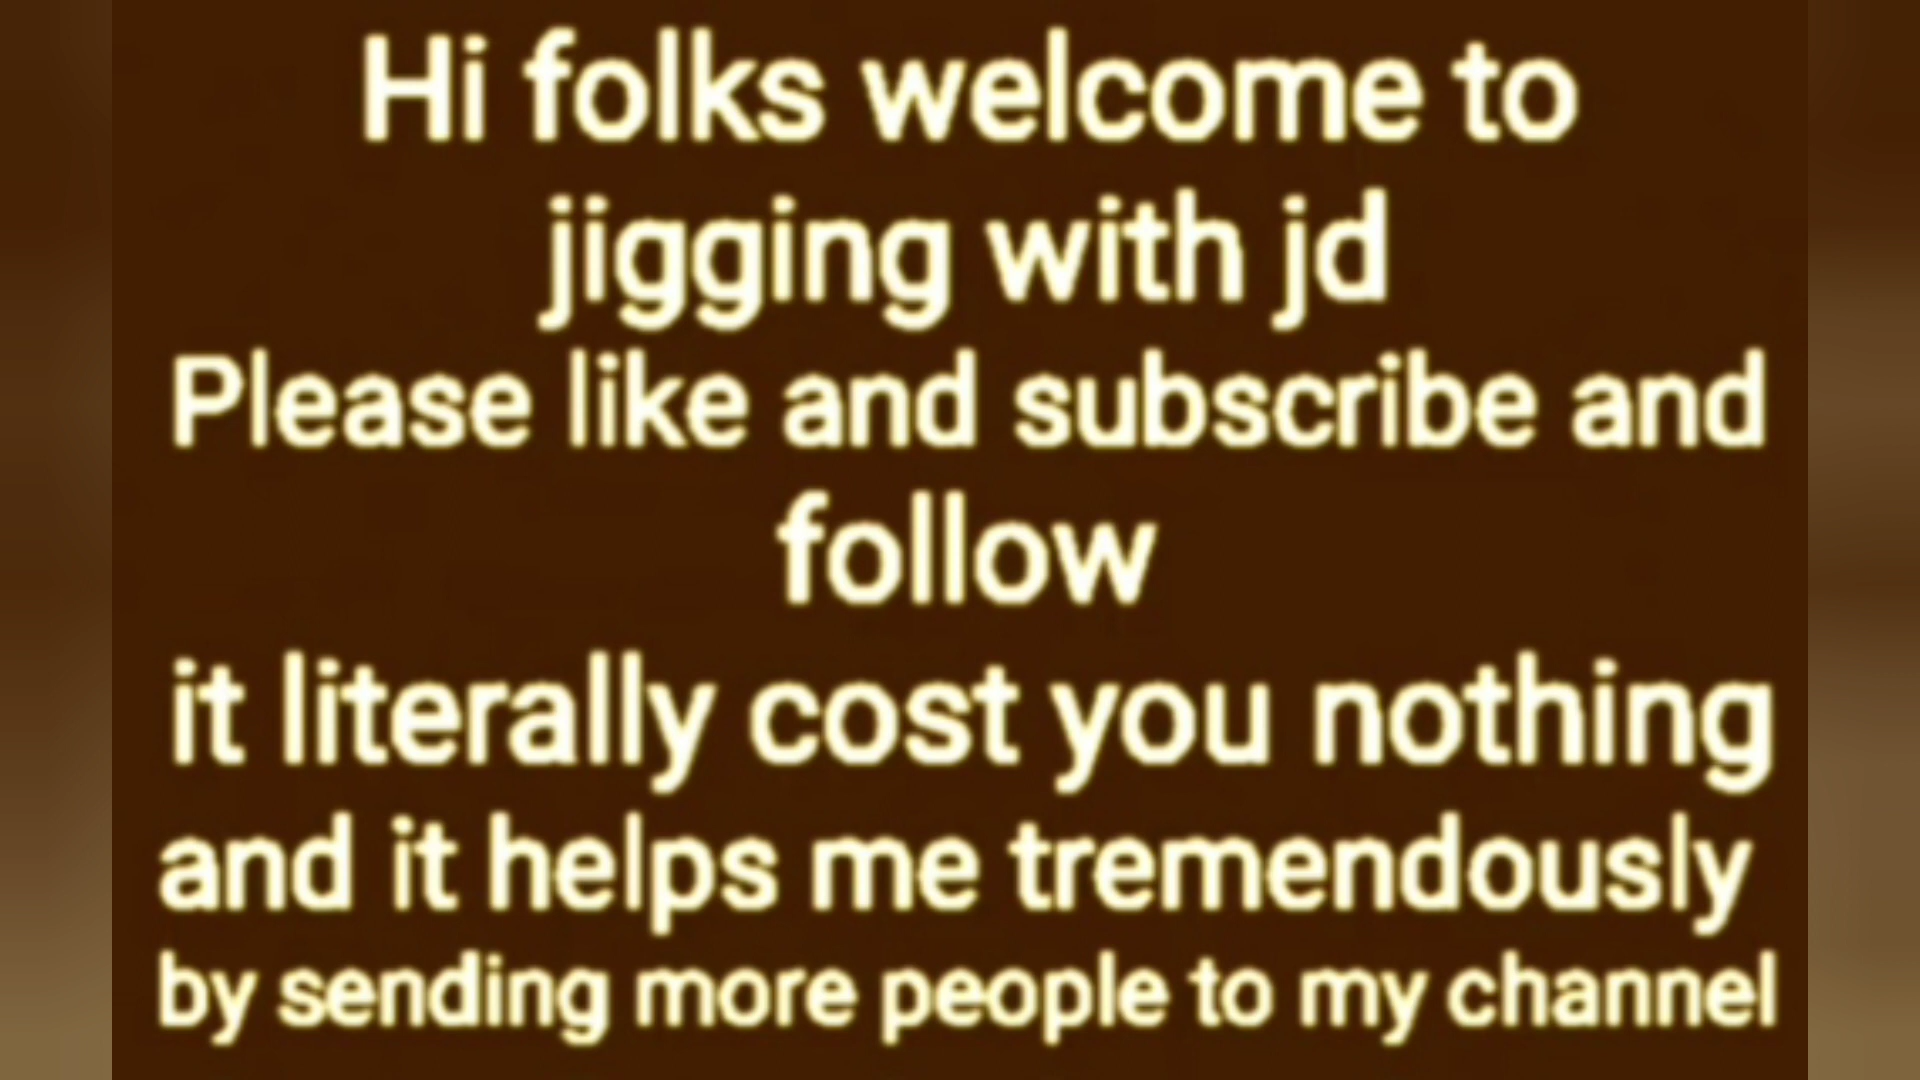 Hi folks welcome to
jigging with jd
Please like and subscribe and
follow
it literally cost you nothing
and it helps me tremendously
by sending more people to my channel